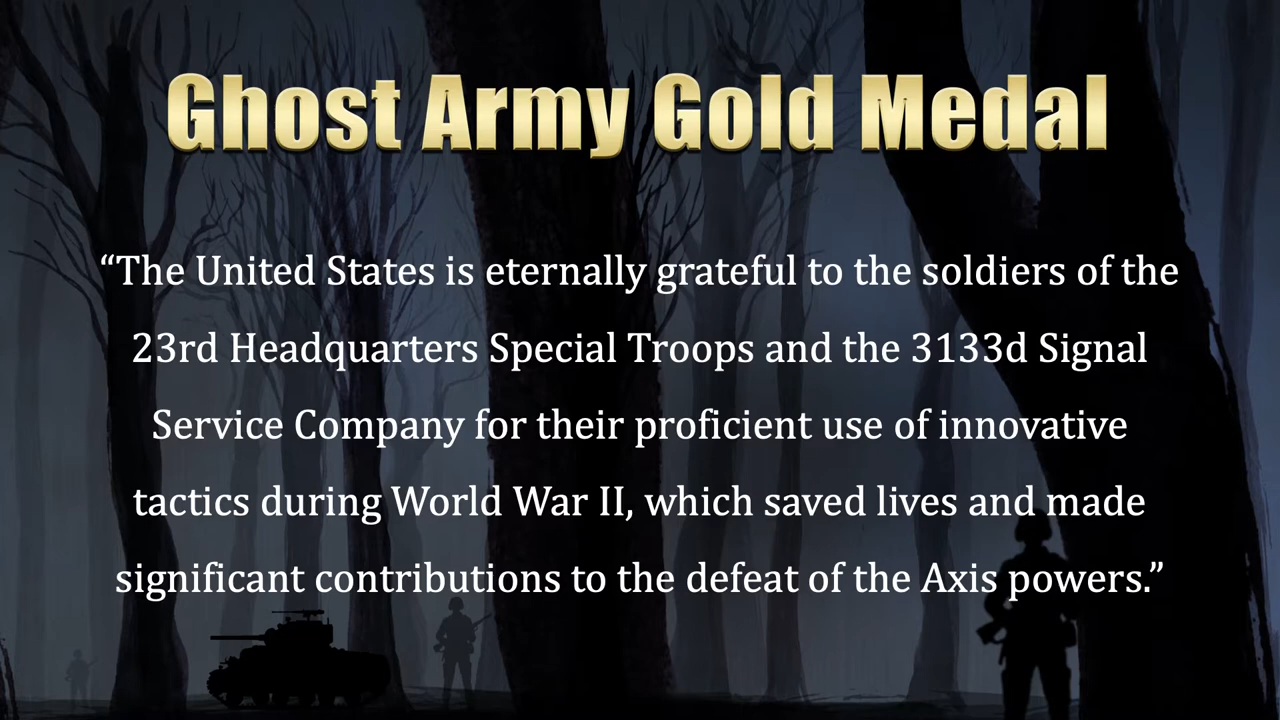 Ghost Army Gold Medal
“The United States is eternally grateful to the soldiers of the
23rd Headquarters Special Troops and the 3133d Signal
Service Company for their proficient use of innovative
tactics during World War II, which saved lives and made
significant contributions to the defeat of the Axis powers.”